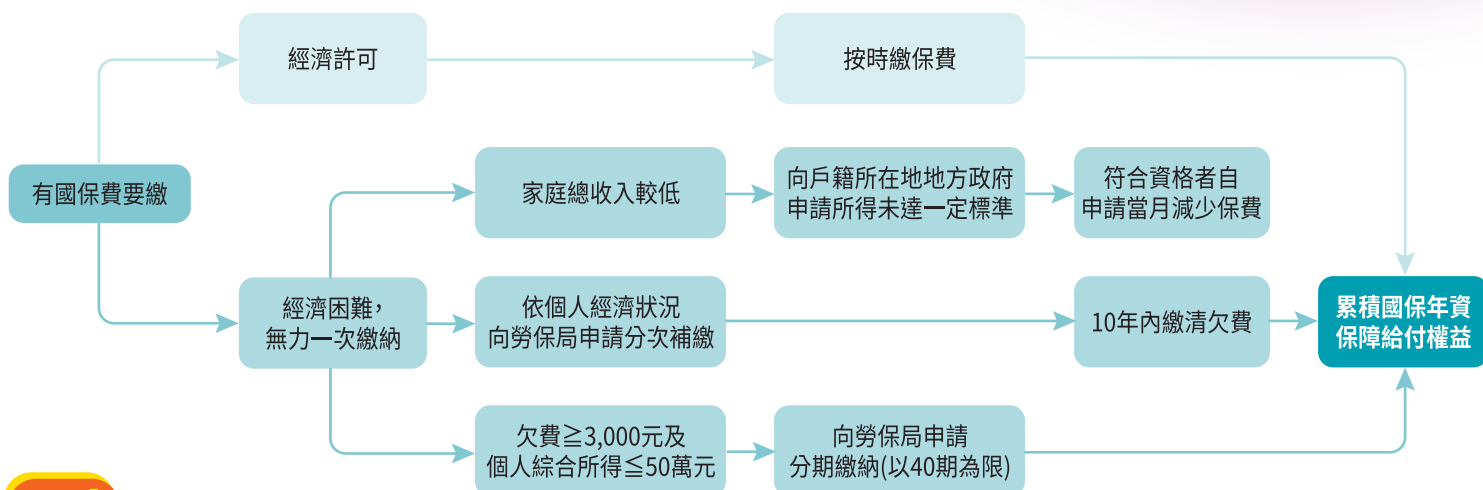 經濟許可
按時繳保費
有國保費要繳
家庭總收入較低
向戶籍所在地地方政府
申請所得未達一定標準
符合資格者自
申請當月減少保費
經濟困難，
無力一次繳納
依個人經濟狀況
向勞保局申請分次補繳
10年內繳清欠費
累積國保年資
保障給付權益
欠費≧3,000元及
個人綜合所得≦50萬元
向勞保局申請
分期繳納(以40期為限)